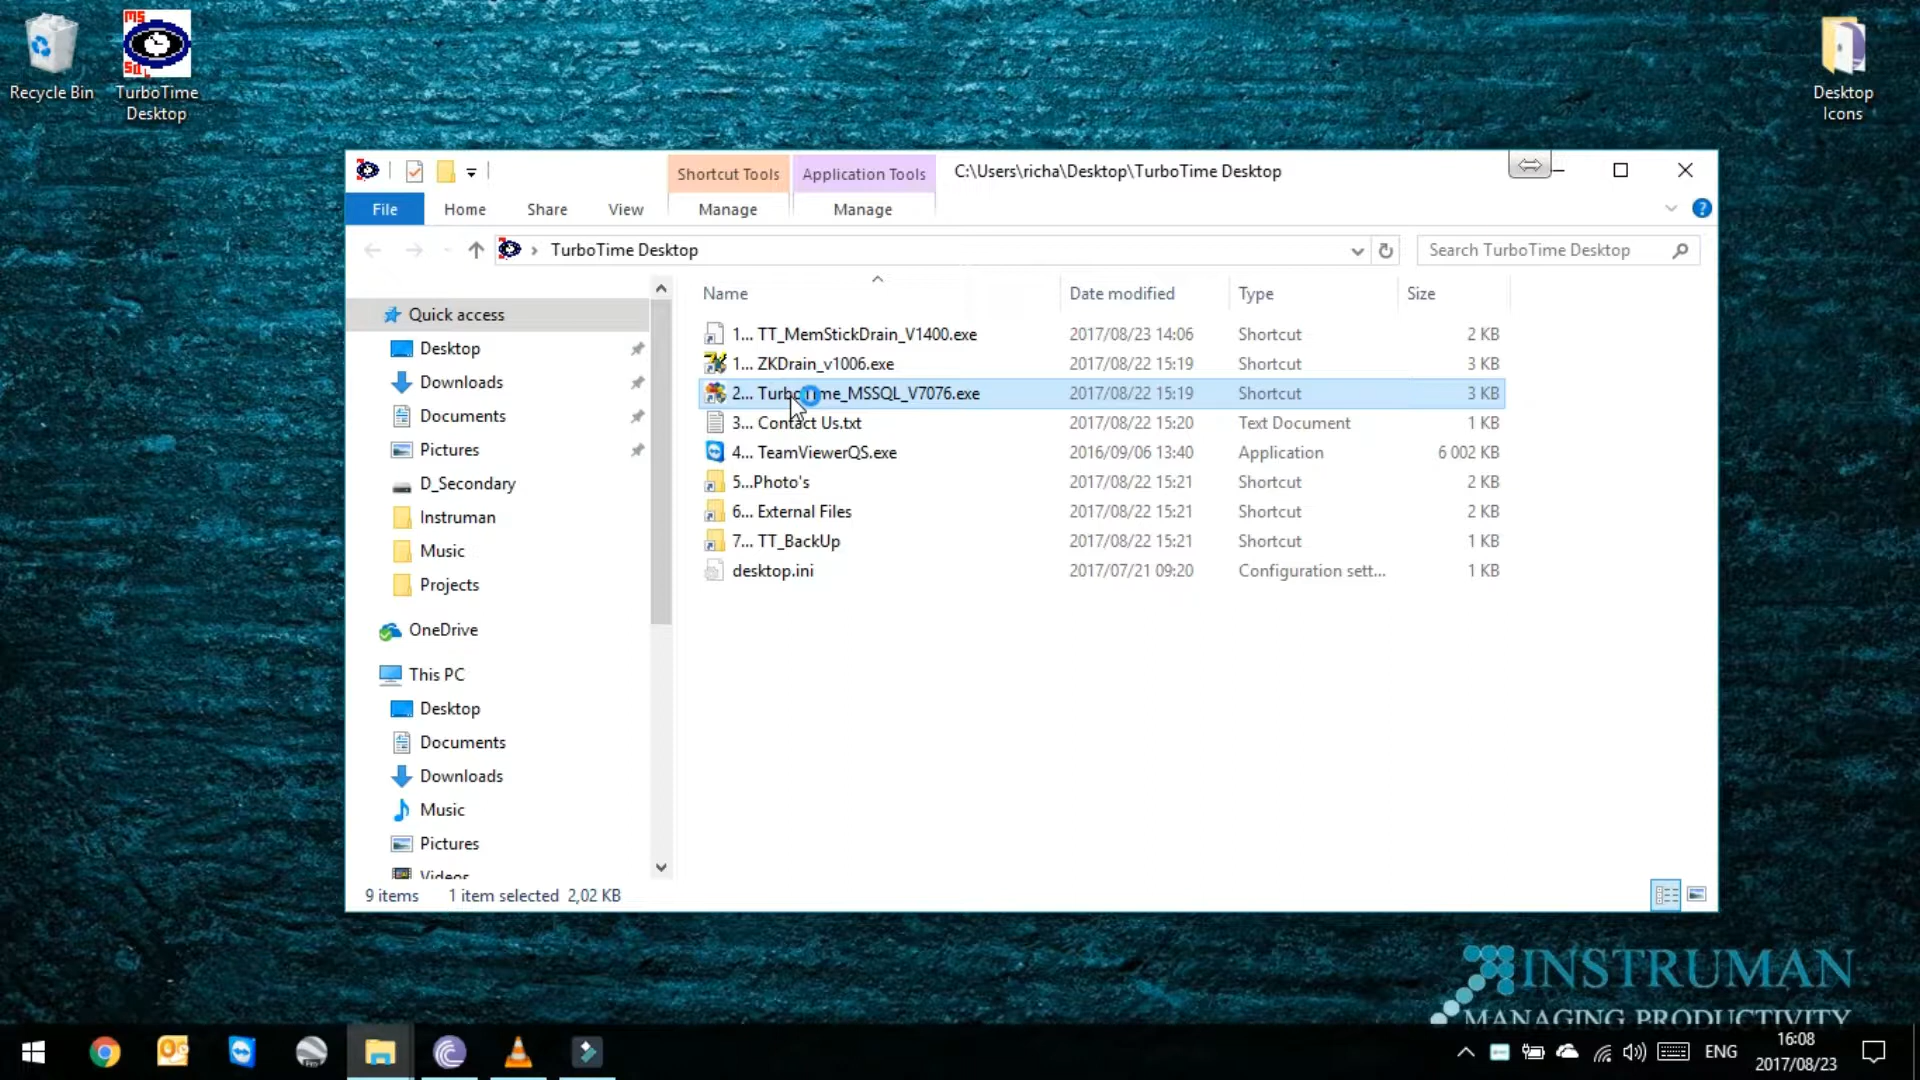 Recycle Bin
TurboTime
Desktop
MS
SQL
Desktop
Icons
Shortcut Tools
Application Tools
C:\Users\richa\Desktop\TurboTime Desktop
File
Home
Share
View
Manage
Manage
TurboTime Desktop
Search TurboTime Desktop
Name
Date modified
Type
Size
Quick access
Desktop
Downloads
Documents
Pictures
D_Secondary
Instruman
Music
Projects
OneDrive
This PC
Desktop
Documents
Downloads
Music
Pictures
Videos
1... TT_MemStickDrain_V1400.exe 2017/08/23 14:06 Shortcut 2 KB
1... ZKDrain_v1006.exe 2017/08/22 15:19 Shortcut 3 KB
2... TurboTime_MSSQL_V7076.exe 2017/08/22 15:19 Shortcut 3 KB
3... Contact Us.txt 2017/08/22 15:20 Text Document 1 KB
4... TeamViewerQS.exe 2016/09/06 13:40 Application 6 002 KB
5...Photo's 2017/08/22 15:21 Shortcut 2 KB
6... External Files 2017/08/22 15:21 Shortcut 2 KB
7... TT_BackUp 2017/08/22 15:21 Shortcut 1 KB
desktop.ini 2017/07/21 09:20 Configuration sett... 1 KB
9 items 1 item selected 2,02 KB
INSTRUMAN
MANAGING PRODUCTIVITY
ENG
16:08
2017/08/23